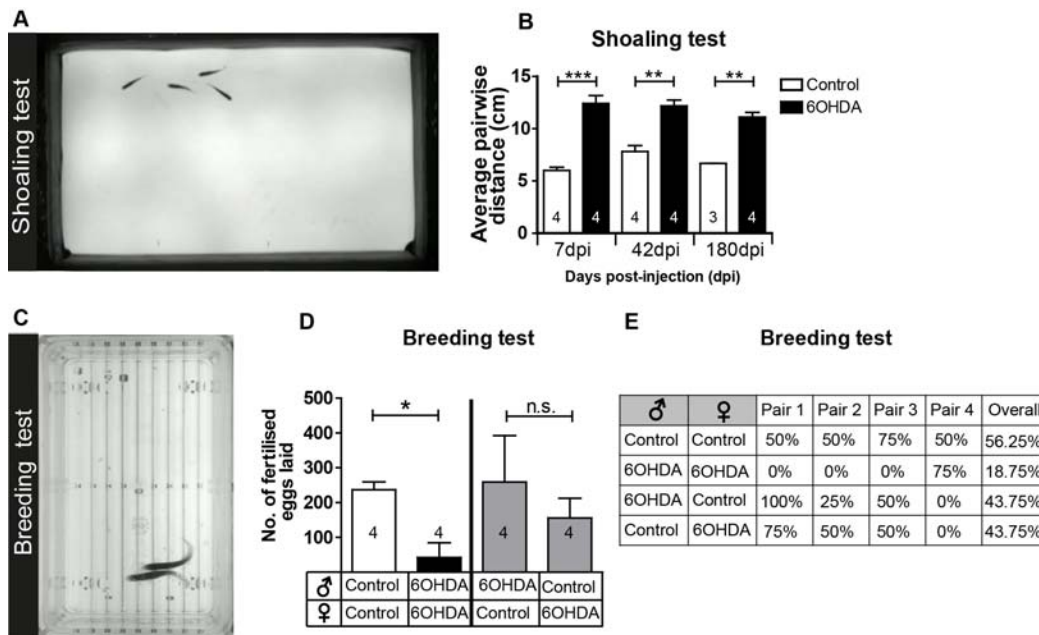 A
Shoaling test
B
Shoaling test
Average pairwise
distance (cm)
15
10
5
0
***
**
**
Control
6OHDA
4
4
4
4
3
4
7dpi
42dpi
180dpi
Days post-injection (dpi)
C
Breeding test
D
Breeding test
No. of fertilised
eggs laid
500
400
300
200
100
*
n.s.
4
4
4
4
♂ Control 6OHDA 6OHDA Control
♀ Control 6OHDA Control 6OHDA
E
Breeding test
♂ ♀ Pair 1 Pair 2 Pair 3 Pair 4 Overall
Control Control 50% 50% 75% 50% 56.25%
6OHDA 6OHDA 0% 0% 0% 75% 18.75%
6OHDA Control 100% 25% 50% 0% 43.75%
Control 6OHDA 75% 50% 50% 0% 43.75%